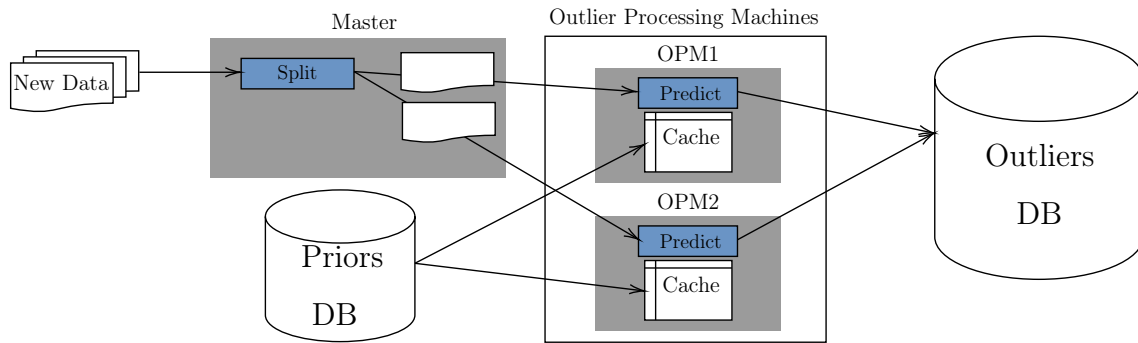 Outlier Processing Machines
Master
OPM1
New Data
Split
Predict
Cache
Outliers
DB
OPM2
Predict
Priors
Cache
DB